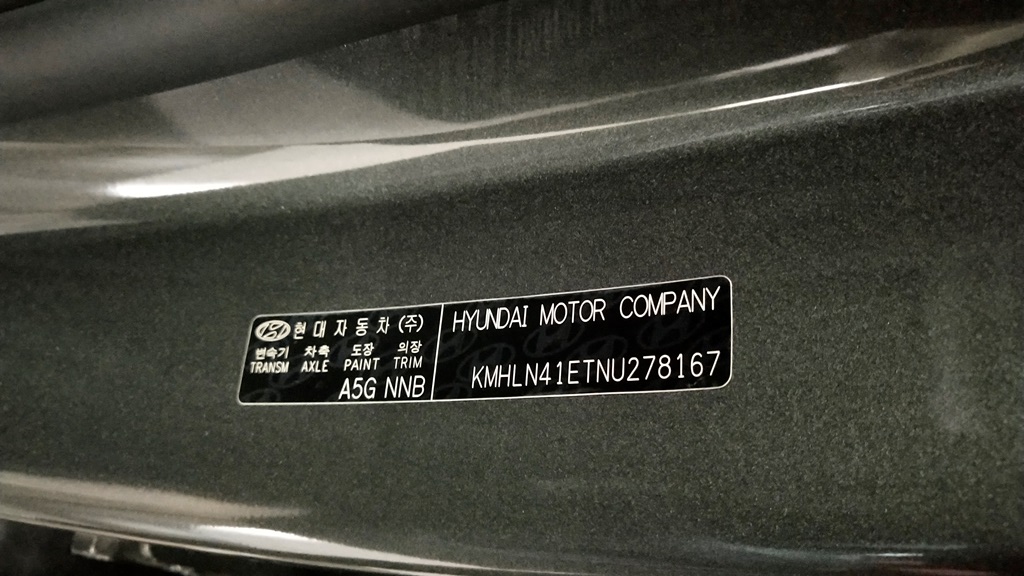 현대자동차(주)
변속기 차축 도장 의장
TRANSM AXLE PAINT TRIM
A5G NNB
HYUNDAI MOTOR COMPANY
KMHLN41ETNU278167